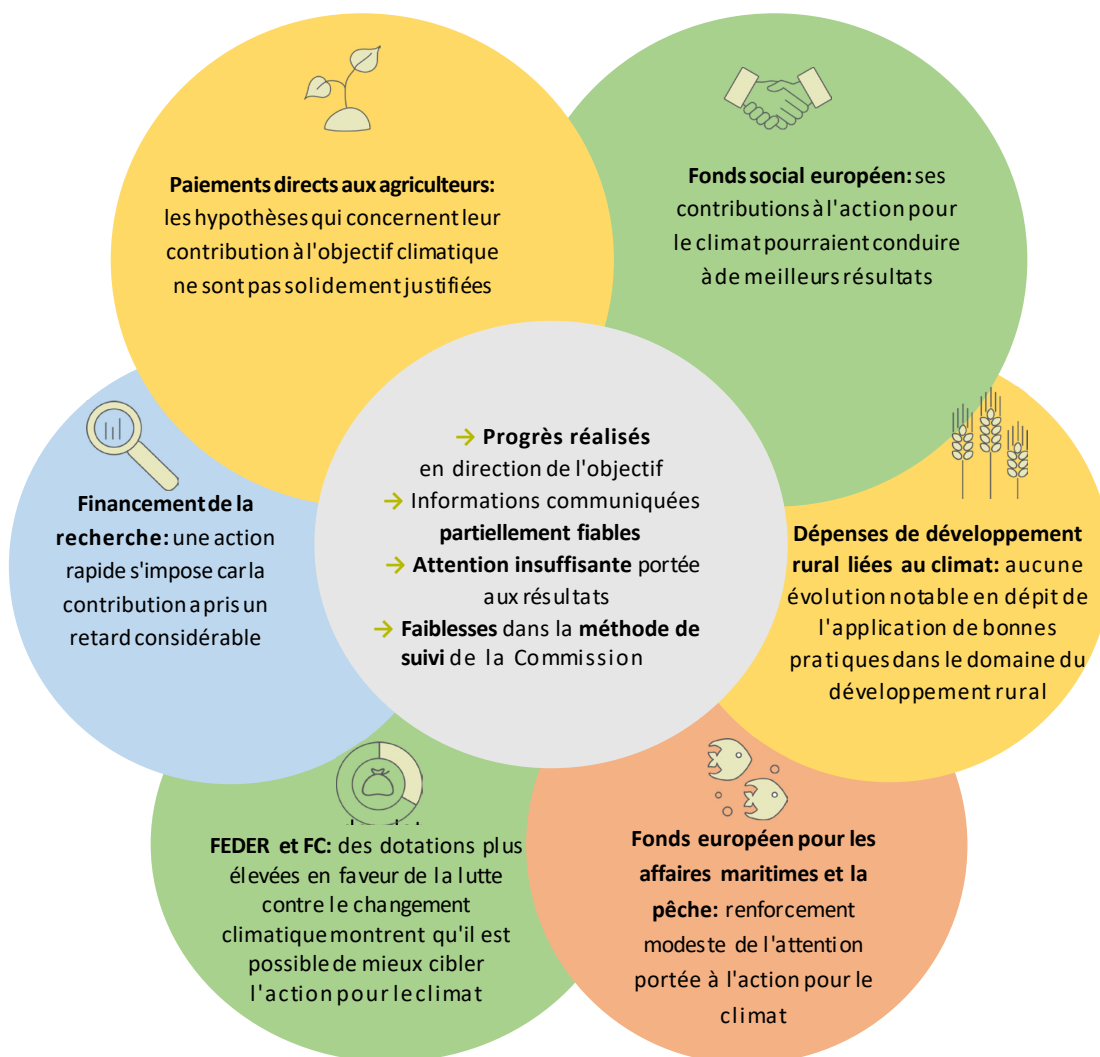 Paiements directs aux agriculteurs:
les hypothèses qui concernent leur
contribution à l'objectif climatique
ne sont pas solidement justifiées
Fonds social européen: ses
contributions à l'action pour
le climat pourraient conduire
à de meilleurs résultats
→ Progrès réalisés
en direction de l'objectif
→ Informations communiquées
partiellement fiables
→ Attention insuffisante portée
aux résultats
→ Faiblesses dans la méthode de
suivi de la Commission
Financement de la
recherche: une action
rapide s'impose car la
contribution a pris un
retard considérable
Dépenses de développement
rural liées au climat: aucune
évolution notable en dépit de
l'application de bonnes
pratiques dans le domaine du
développement rural
FEDER et FC: des dotations plus
élevées en faveur de la lutte
contre le changement
climatique montrent qu'il est
possible de mieux cibler
l'action pour le climat
Fonds européen pour les
affaires maritimes et la
pêche: renforcement
modeste de l'attention
portée à l'action pour le
climat